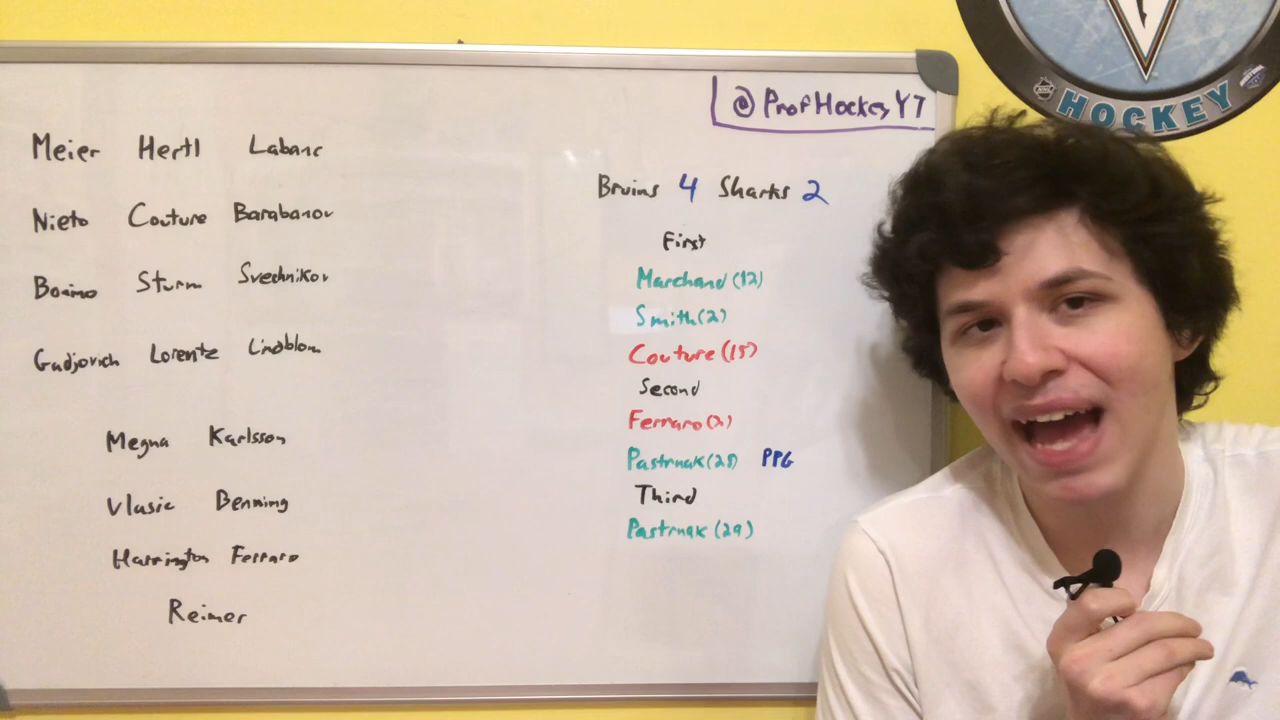 @ProfHockeyYT
HOCKEY
NHL
Meier Hertl Labanc
Nieto Couture Barabanov
Bonino Sturm Svechnikov
Gadjovich Lorentz Lindblom
Megna Karlsson
Vlasic Benning
Harrington Ferraro
Reimer
Bruins 4 Sharks 2
First
Marchand (12)
Smith (2)
Couture (15)
Second
Ferraro (2)
Pastrnak (28) PPG
Third
Pastrnak (29)